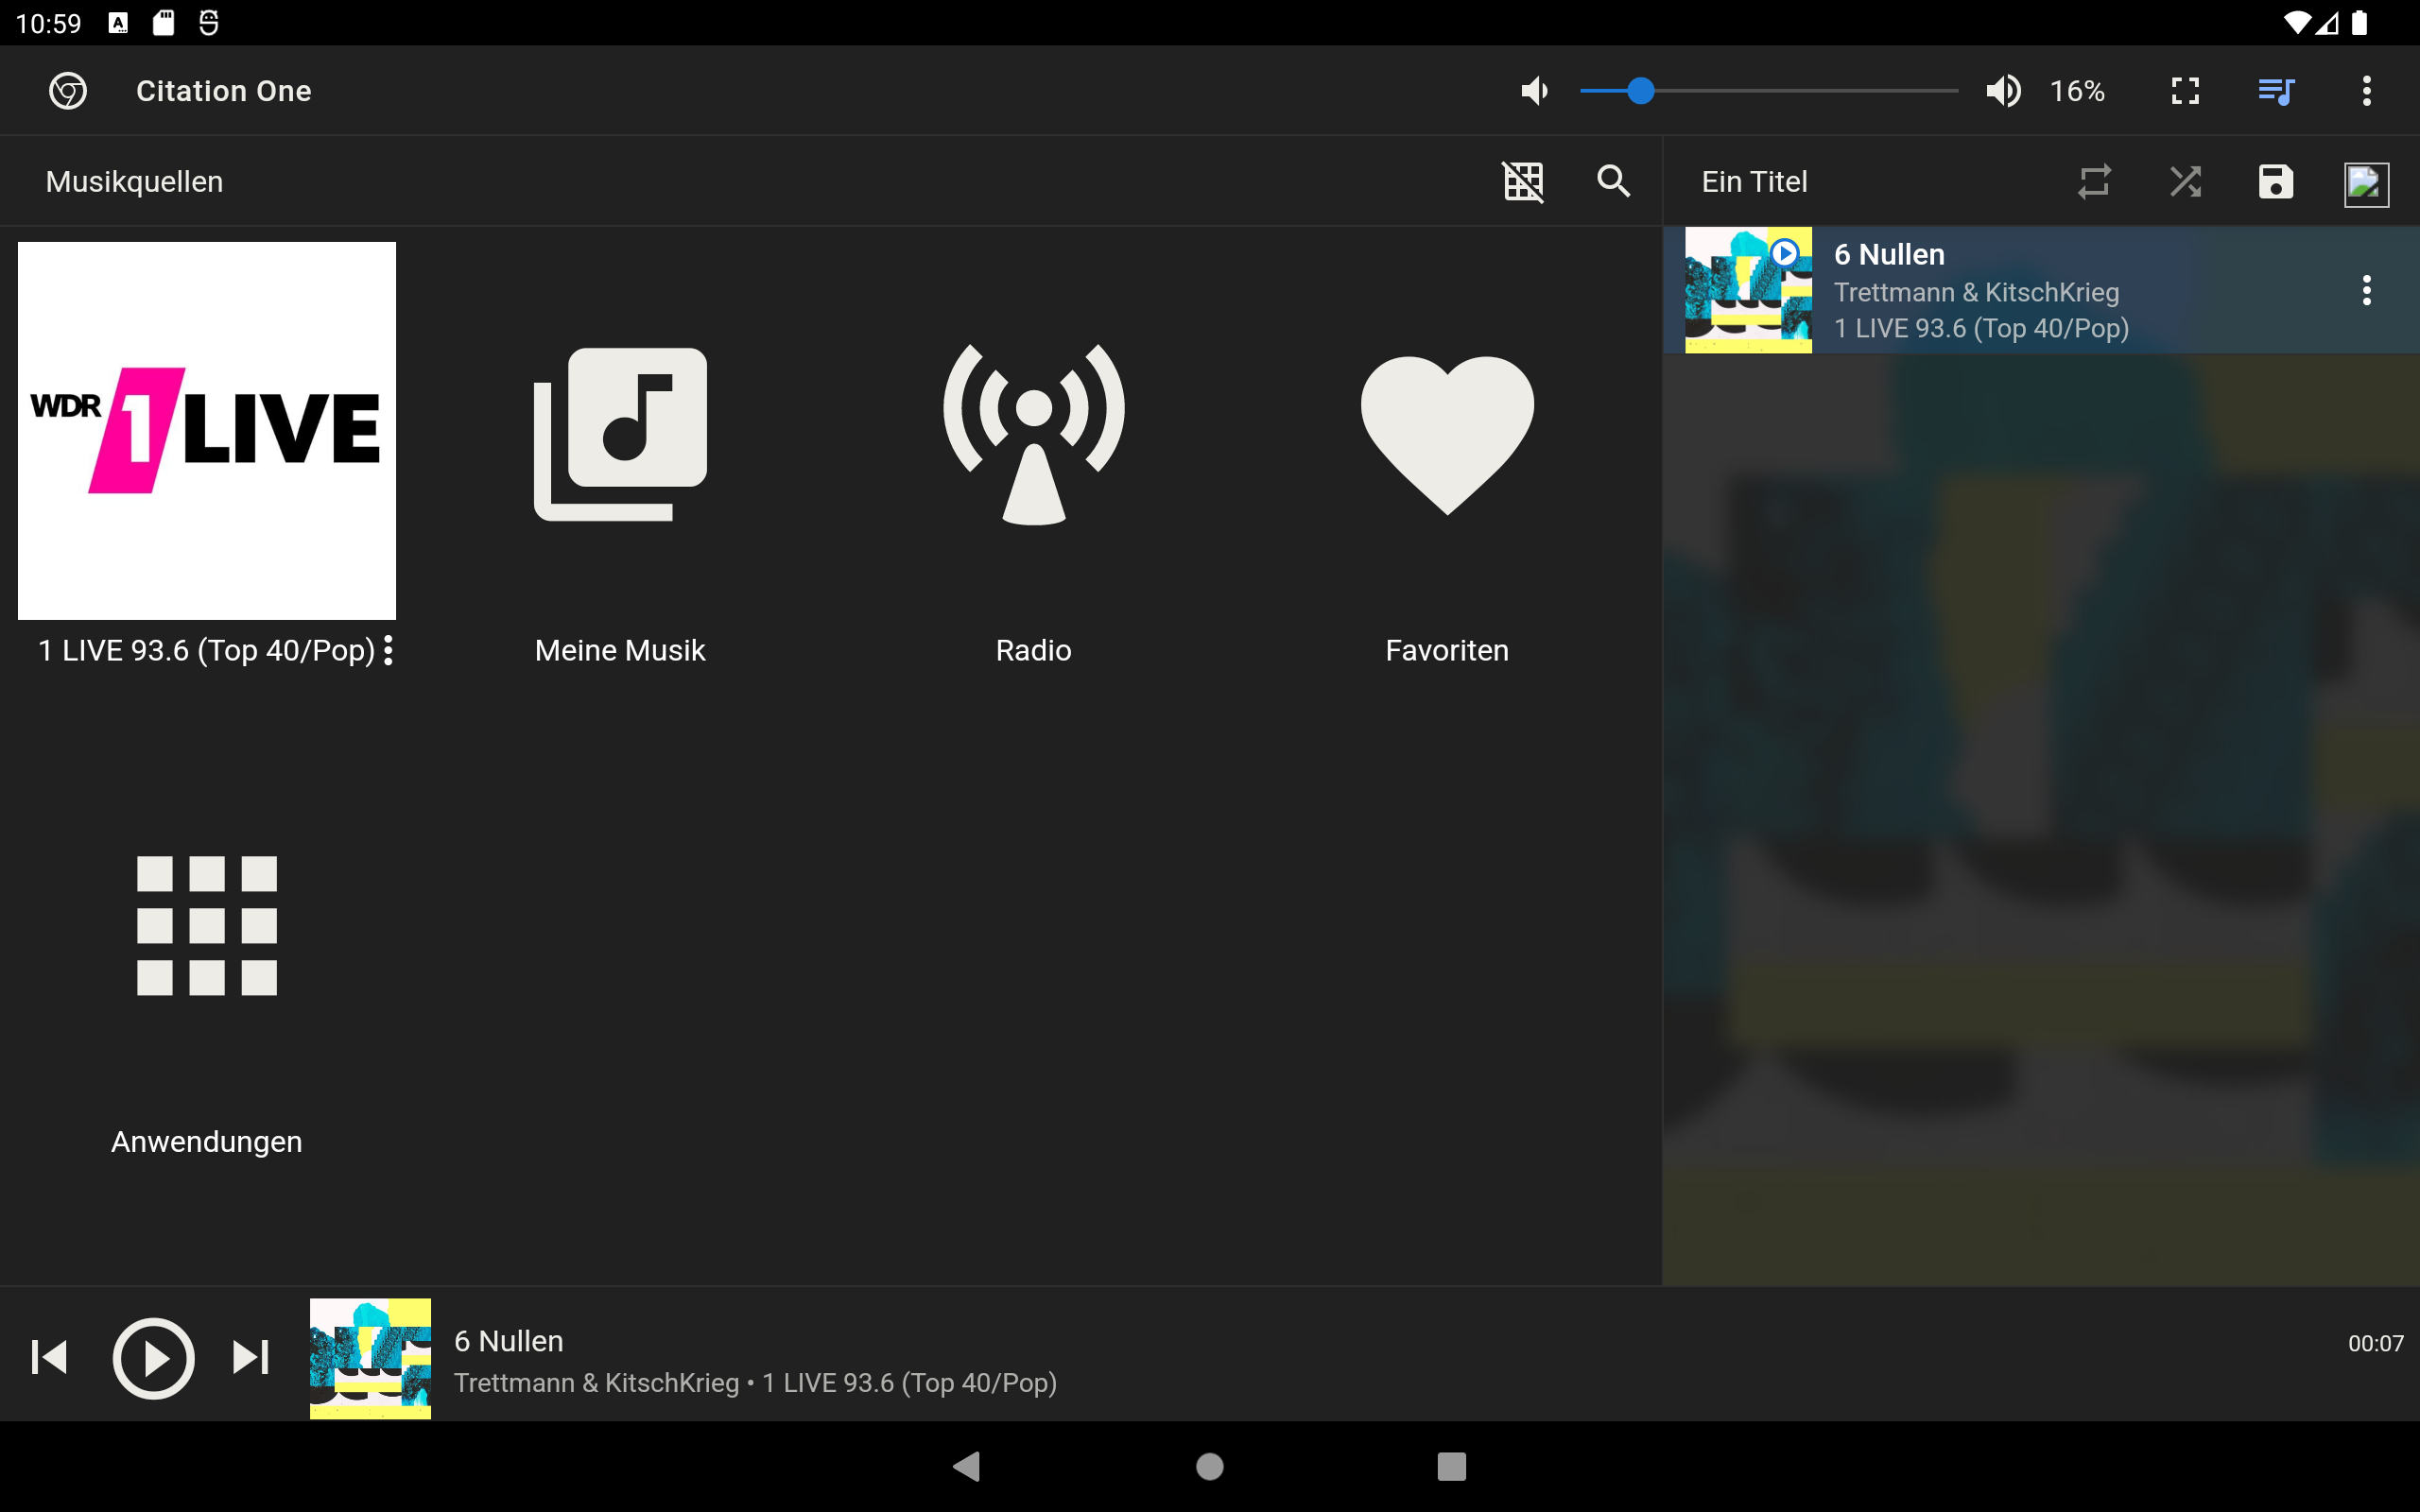 10:59
Citation One
16%
Musikquellen
Ein Titel
6 Nullen
Trettmann & KitschKrieg
1 LIVE 93.6 (Top 40/Pop)
WDR 1LIVE
1 LIVE 93.6 (Top 40/Pop)
Meine Musik
Radio
Favoriten
Anwendungen
6 Nullen
00:07
Trettmann & KitschKrieg • 1 LIVE 93.6 (Top 40/Pop)